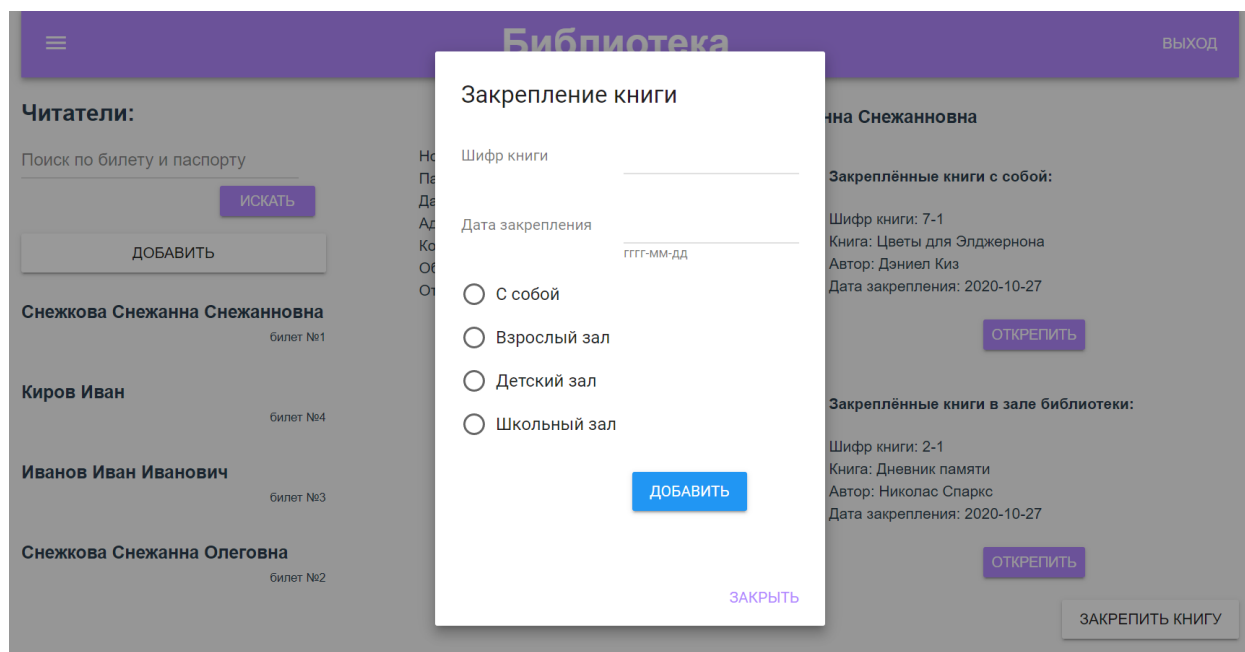 Библиотека
ВЫХОД
Читатели:
Поиск по билету и паспорту
ИСКАТЬ
ДОБАВИТЬ
Снежкова Снежанна Снежанновна
билет №1
Киров Иван
билет №4
Иванов Иван Иванович
билет №3
Снежкова Снежанна Олеговна
билет №2
Закрепление книги
Шифр книги
Дата закрепления
гггг-мм-дд
С собой
Взрослый зал
Детский зал
Школьный зал
ДОБАВИТЬ
ЗАКРЫТЬ
Снежанновна
Закреплённые книги с собой:
Шифр книги: 7-1
Книга: Цветы для Элджернона
Автор: Дэниел Киз
Дата закрепления: 2020-10-27
ОТКРЕПИТЬ
Закреплённые книги в зале библиотеки:
Шифр книги: 2-1
Книга: Дневник памяти
Автор: Николас Спаркс
Дата закрепления: 2020-10-27
ОТКРЕПИТЬ
ЗАКРЕПИТЬ КНИГУ